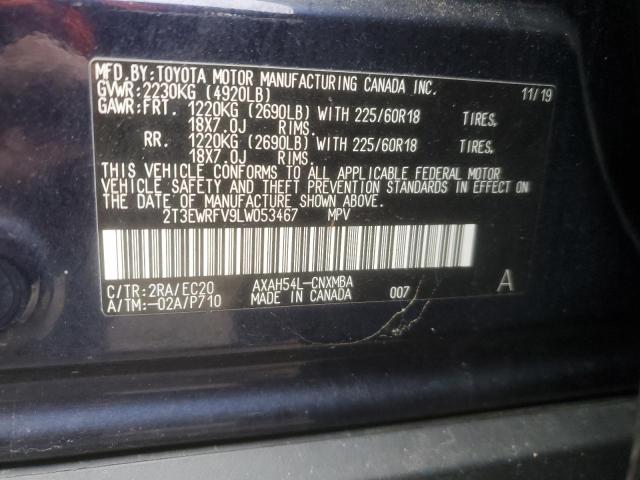 MFD.BY:TOYOTA MOTOR MANUFACTURING CANADA INC.
GVWR:2230KG (4920LB) 11/19
GAWR:FRT. 1220KG (2690LB) WITH 225/60R18 TIRES,
18X7.0J RIMS.
RR. 1220KG (2690LB) WITH 225/60R18 TIRES,
18X7.0J RIMS.
THIS VEHICLE CONFORMS TO ALL APPLICABLE FEDERAL MOTOR
VEHICLE SAFETY AND THEFT PREVENTION STANDARDS IN EFFECT
ON THE DATE OF MANUFACTURE SHOWN ABOVE.
2T3EWRFV9LW053467 MPV
C/TR:2RA/EC20 AXAH54L-CNXMBA A
A/TM:-02A/P710 MADE IN CANADA 007